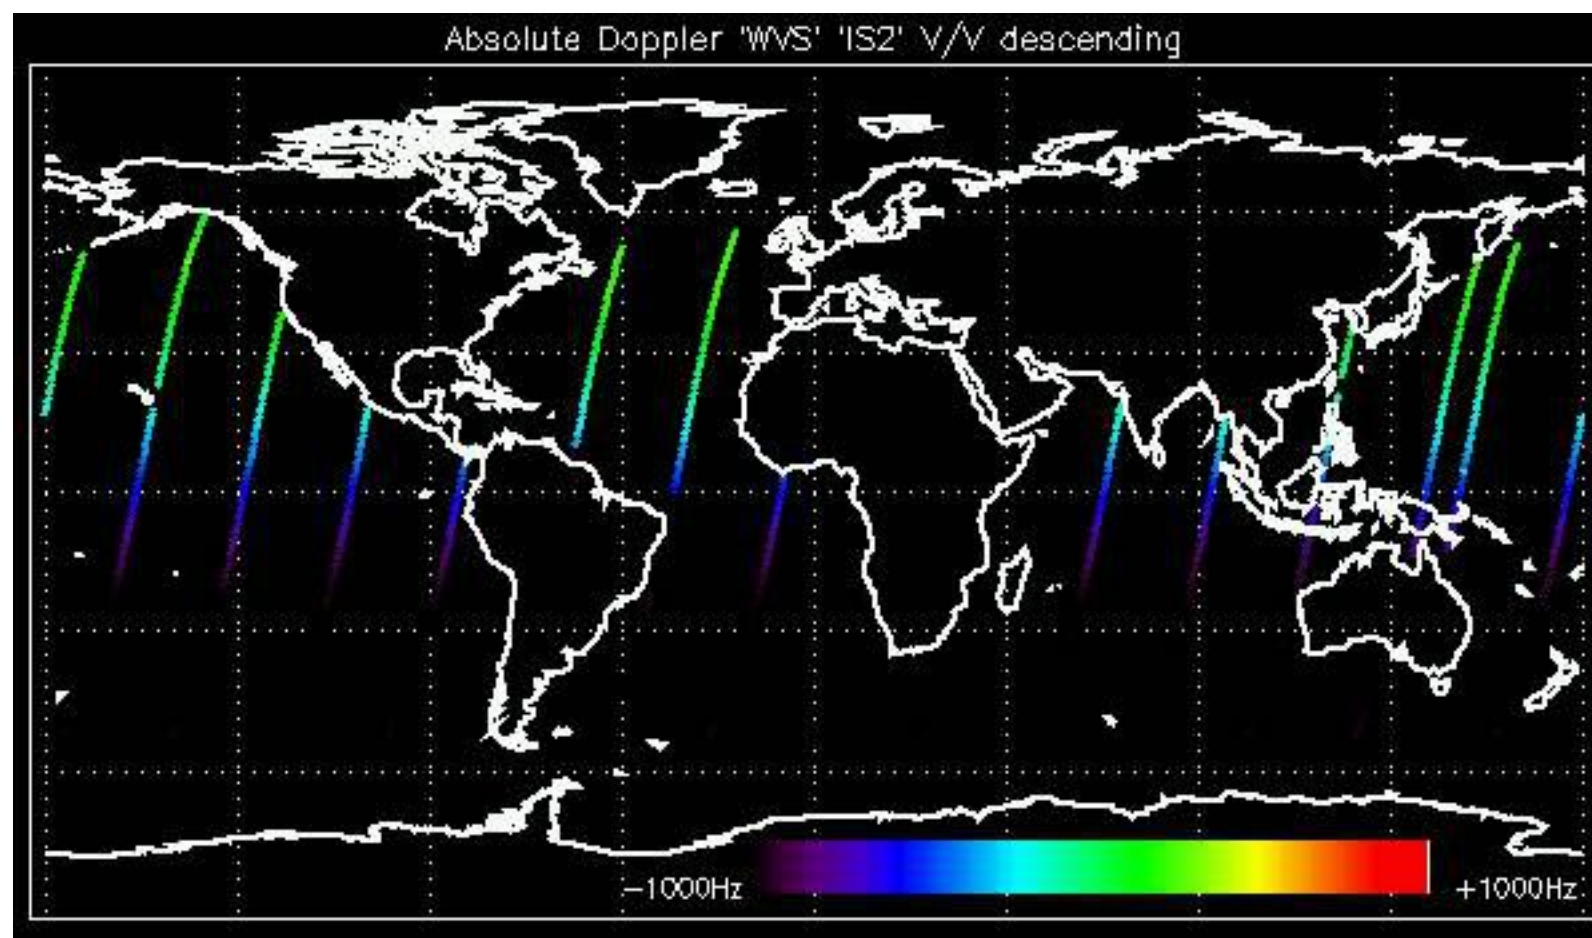 Absolute Doppler 'WVS' 'IS2' V/V descending
-1000Hz +1000Hz